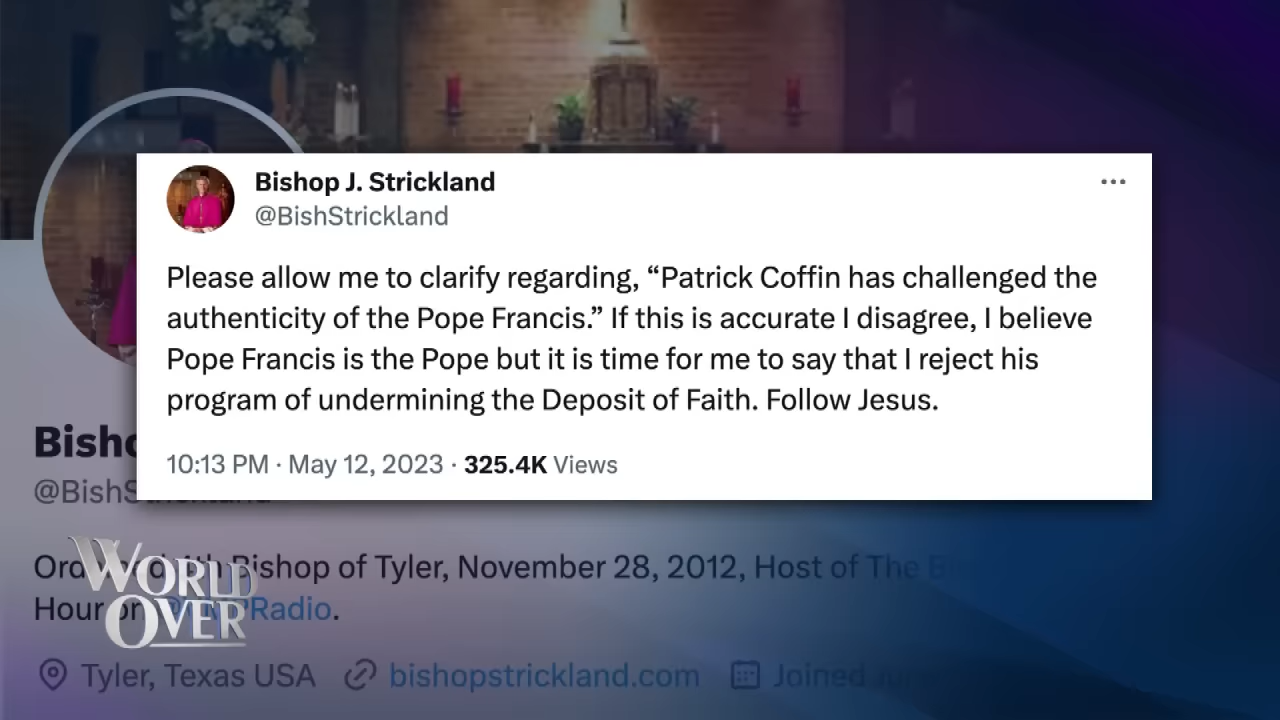 Bishop J. Strickland
@BishStrickland
Please allow me to clarify regarding, “Patrick Coffin has challenged the
authenticity of the Pope Francis.” If this is accurate I disagree, I believe
Pope Francis is the Pope but it is time for me to say that I reject his
program of undermining the Deposit of Faith. Follow Jesus.
10:13 PM · May 12, 2023 · 325.4K Views
Bisho
@BishStrickland
Bishop of Tyler, November 28, 2012, Host of The
Hour on Radio.
WORLD
OVER
Tyler, Texas USA bishopstrickland.com Joined